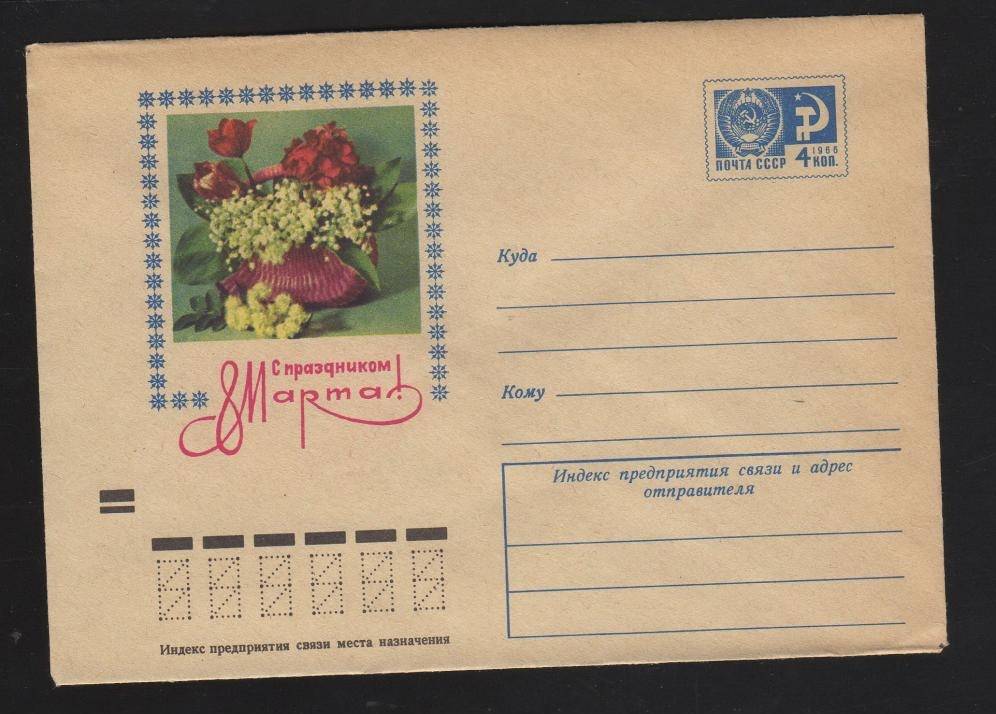 С праздником
8 Марта!
1966
ПОЧТА СССР 4 КОП.
Куда
Кому
Индекс предприятия связи и адрес
отправителя
Индекс предприятия связи места назначения